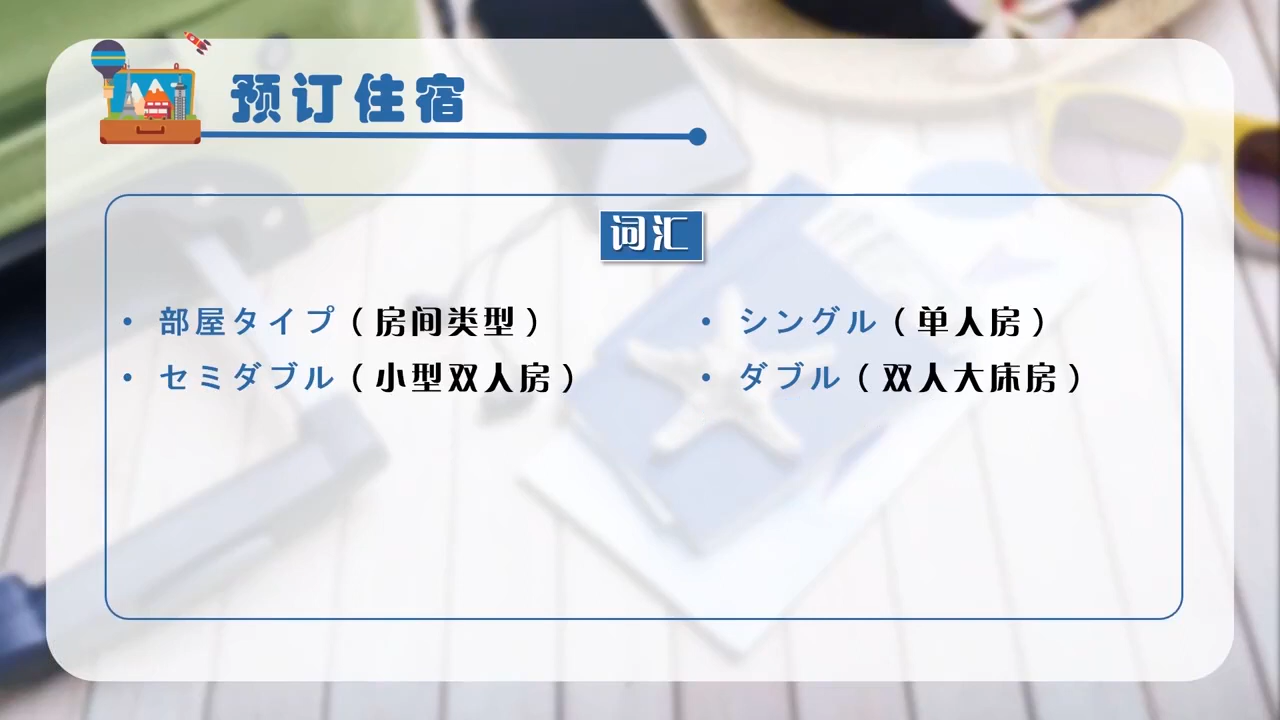 预订住宿
词汇
• 部屋タイプ（房间类型）
• シングル（单人房）
• セミダブル（小型双人房）
• ダブル（双人大床房）